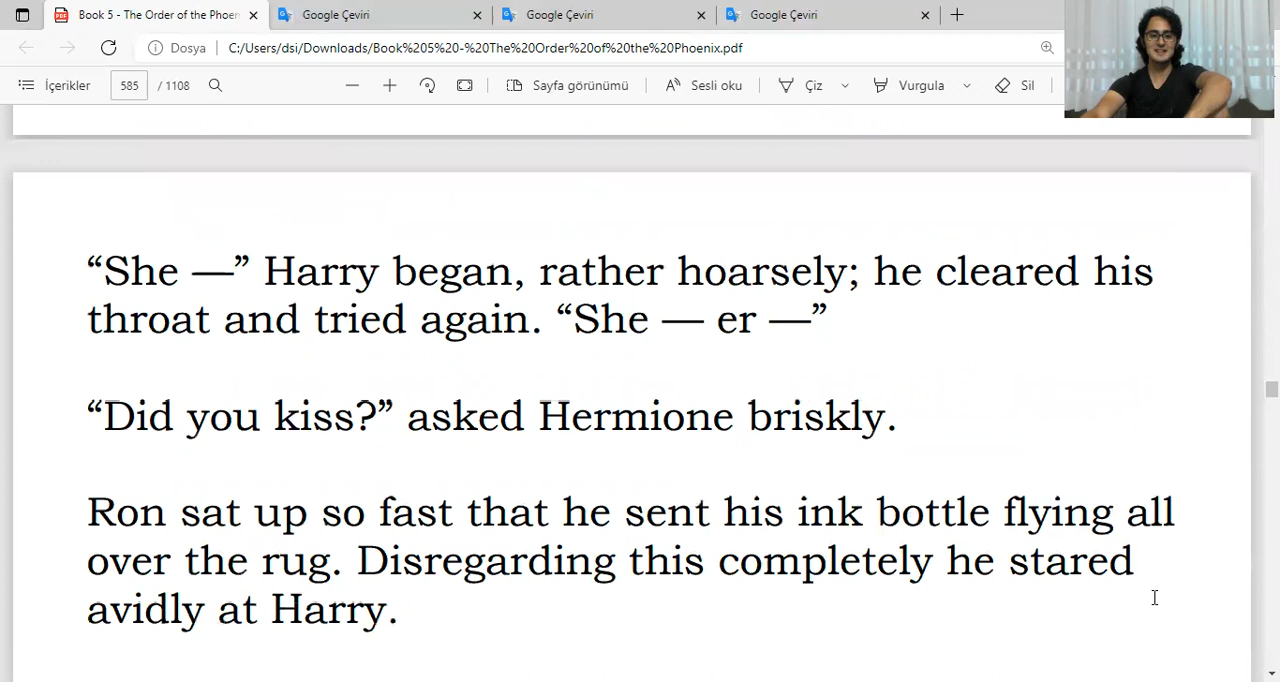 Book 5 - The Order of the Phoen
Google Çeviri
Google Çeviri
Google Çeviri
Dosya
C:/Users/dsi/Downloads/Book%205%20-%20The%20Order%20of%20the%20Phoenix.pdf
İçerikler
585
/ 1108
Sayfa görünümü
Sesli oku
Çiz
Vurgula
Sil
“She —” Harry began, rather hoarsely; he cleared his
throat and tried again. “She — er —”
“Did you kiss?” asked Hermione briskly.
Ron sat up so fast that he sent his ink bottle flying all
over the rug. Disregarding this completely he stared
avidly at Harry.